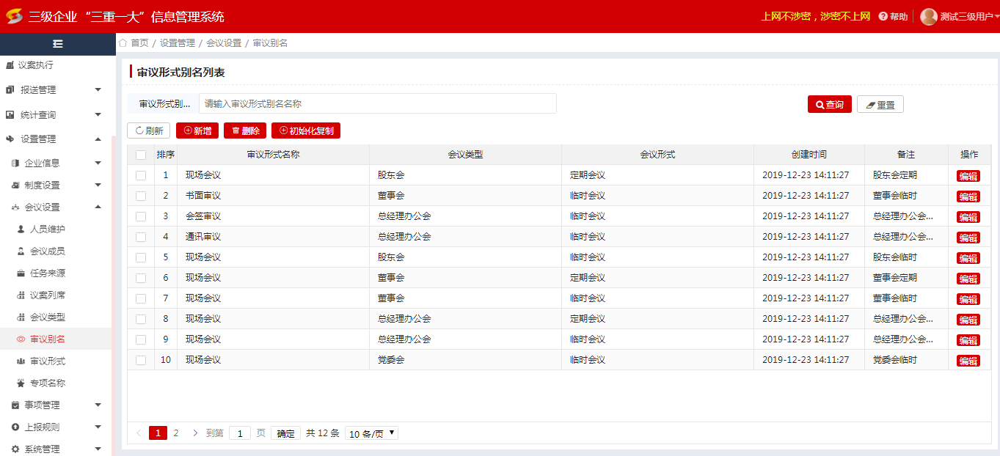 三级企业 “三重一大” 信息管理系统
上网不涉密，涉密不上网 帮助 测试三级用户
首页 / 设置管理 / 会议设置 / 审议别名
议案执行
报送管理
统计查询
设置管理
企业信息
制度设置
会议设置
人员维护
会议成员
任务来源
议案列席
会议类型
审议别名
审议形式
专项名称
事项管理
上报规则
系统管理
审议形式别名列表
审议形式别... 请输入审议形式别名名称 查询 重置
刷新 新增 删除 初始化复制
排序 审议形式名称 会议类型 会议形式 创建时间 备注 操作
1 现场会议 股东会 定期会议 2019-12-23 14:11:27 股东会定期 编辑
2 书面审议 董事会 临时会议 2019-12-23 14:11:27 董事会临时 编辑
3 会签审议 总经理办公会 临时会议 2019-12-23 14:11:27 总经理办公会... 编辑
4 通讯审议 总经理办公会 临时会议 2019-12-23 14:11:27 总经理办公会... 编辑
5 现场会议 股东会 临时会议 2019-12-23 14:11:27 股东会临时 编辑
6 现场会议 董事会 定期会议 2019-12-23 14:11:27 董事会定期 编辑
7 现场会议 董事会 临时会议 2019-12-23 14:11:27 董事会临时 编辑
8 现场会议 总经理办公会 定期会议 2019-12-23 14:11:27 总经理办公会... 编辑
9 现场会议 总经理办公会 临时会议 2019-12-23 14:11:27 总经理办公会... 编辑
10 现场会议 党委会 临时会议 2019-12-23 14:11:27 党委会临时 编辑
1 2 到第 1 页 确定 共 12 条 10 条/页